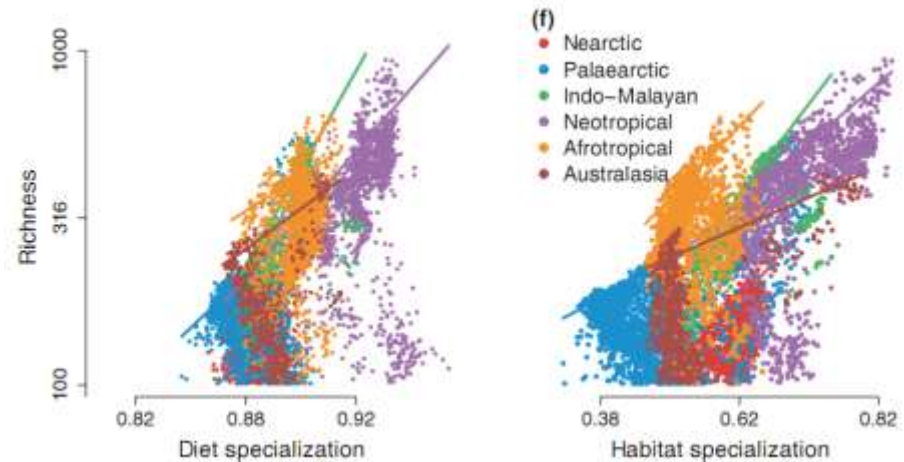 (f)
Nearctic
Palaearctic
Indo-Malayan
Neotropical
Afrotropical
Australasia
Richness
1000
316
100
0.82 0.88 0.92
Diet specialization
0.38 0.62 0.82
Habitat specialization